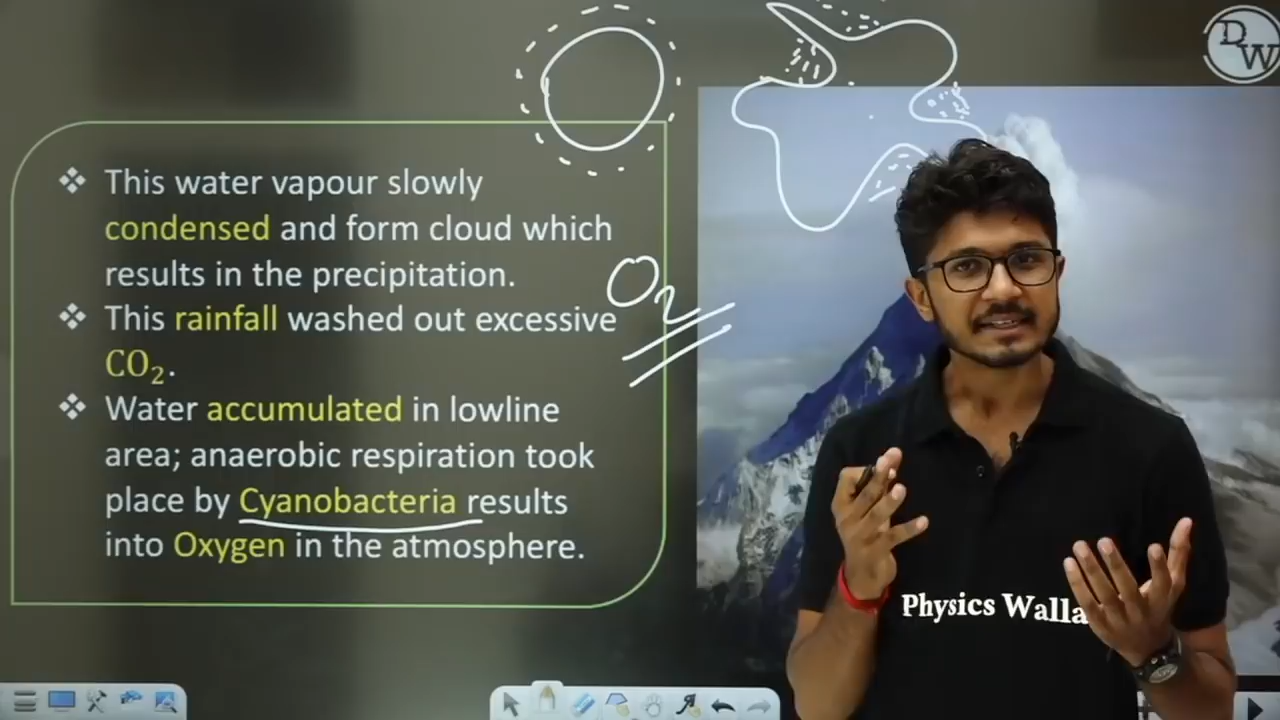 DW
❖ This water vapour slowly
condensed and form cloud which
results in the precipitation.
O₂
❖ This rainfall washed out excessive
CO₂.
❖ Water accumulated in lowline
area; anaerobic respiration took
place by Cyanobacteria results
into Oxygen in the atmosphere.
Physics Walla